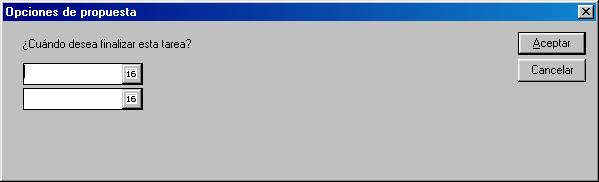 Opciones de propuesta
¿Cuándo desea finalizar esta tarea?
Aceptar
16
Cancelar
16